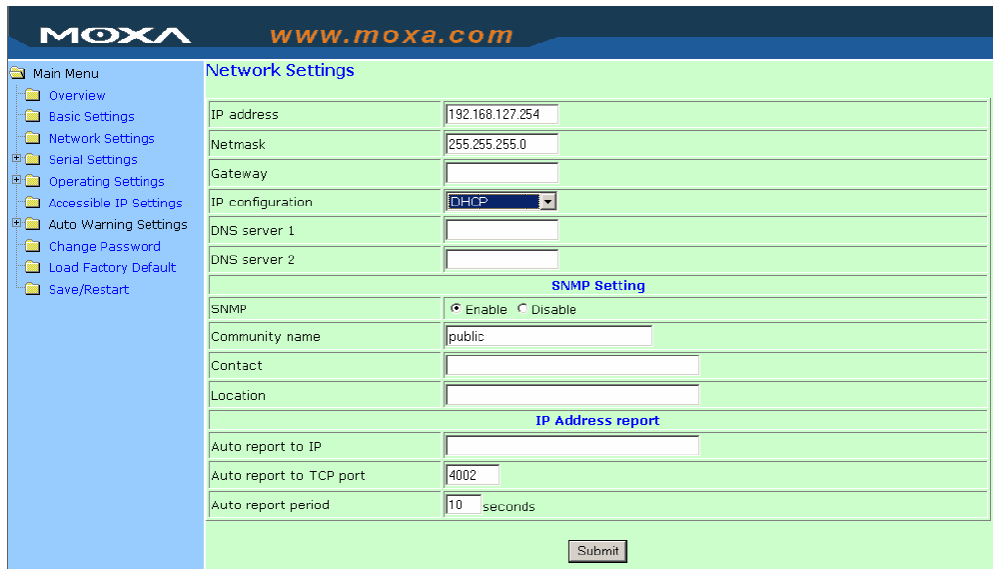 MOXA www.moxa.com
Main Menu
Overview
Basic Settings
Network Settings
Serial Settings
Operating Settings
Accessible IP Settings
Auto Warning Settings
Change Password
Load Factory Default
Save/Restart
Network Settings
IP address 192.168.127.254
Netmask 255.255.255.0
Gateway
IP configuration DHCP
DNS server 1
DNS server 2
SNMP Setting
SNMP Enable Disable
Community name public
Contact
Location
IP Address report
Auto report to IP
Auto report to TCP port 4002
Auto report period 10 seconds
Submit